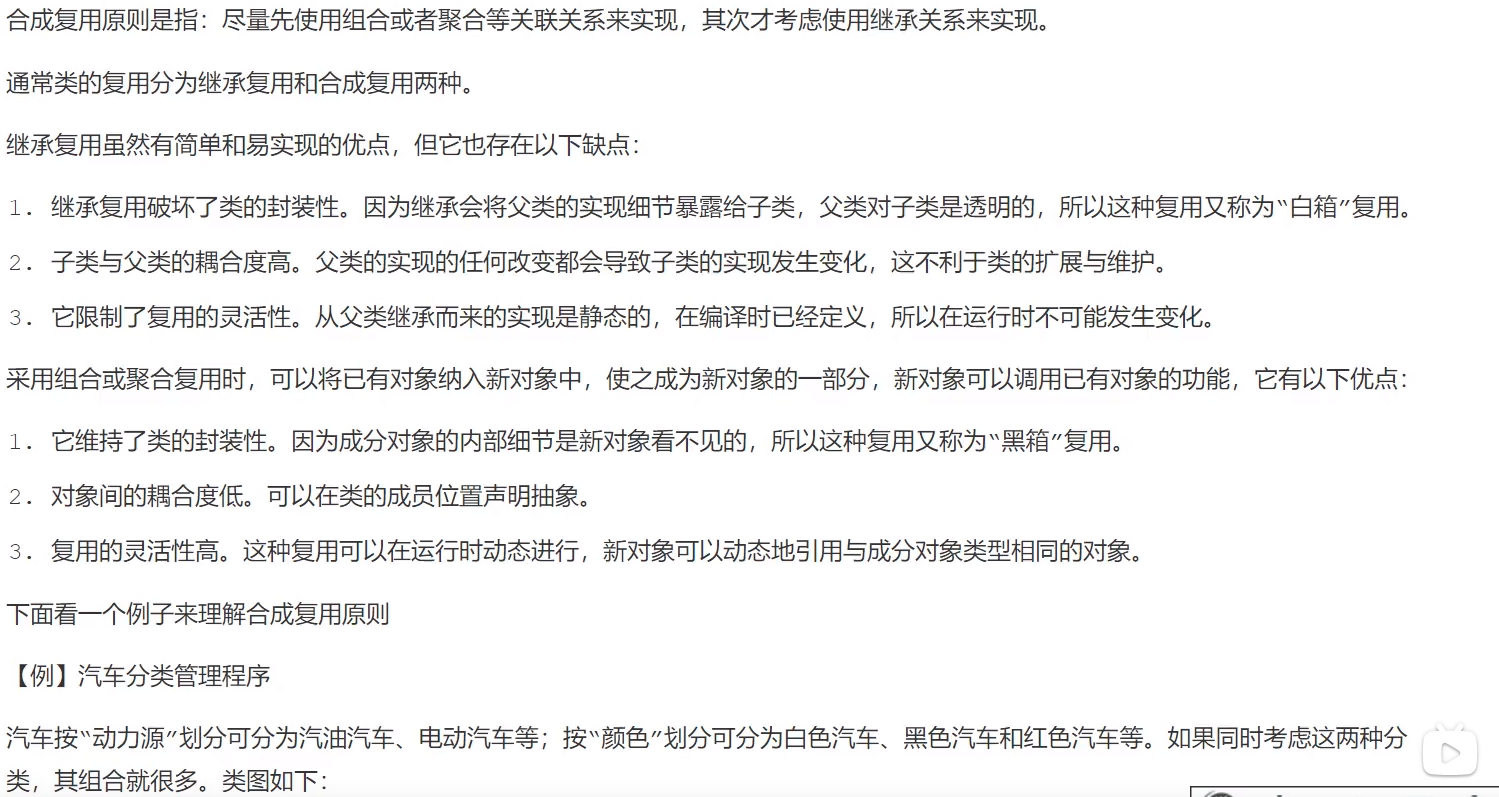 合成复用原则是指：尽量先使用组合或者聚合等关联关系来实现，其次才考虑使用继承关系来实现。
通常类的复用分为继承复用和合成复用两种。
继承复用虽然有简单和易实现的优点，但它也存在以下缺点：
1. 继承复用破坏了类的封装性。因为继承会将父类的实现细节暴露给子类，父类对子类是透明的，所以这种复用又称为“白箱”复用。
2. 子类与父类的耦合度高。父类的实现的任何改变都会导致子类的实现发生变化，这不利于类的扩展与维护。
3. 它限制了复用的灵活性。从父类继承而来的实现是静态的，在编译时已经定义，所以在运行时不可能发生变化。
采用组合或聚合复用时，可以将已有对象纳入新对象中，使之成为新对象的一部分，新对象可以调用已有对象的功能，它有以下优点：
1. 它维持了类的封装性。因为成分对象的内部细节是新对象看不见的，所以这种复用又称为“黑箱”复用。
2. 对象间的耦合度低。可以在类的成员位置声明抽象。
3. 复用的灵活性高。这种复用可以在运行时动态进行，新对象可以动态地引用与成分对象类型相同的对象。
下面看一个例子来理解合成复用原则
【例】汽车分类管理程序
汽车按“动力源”划分可分为汽油汽车、电动汽车等；按“颜色”划分可分为白色汽车、黑色汽车和红色汽车等。如果同时考虑这两种分
类，其组合就很多。类图如下：